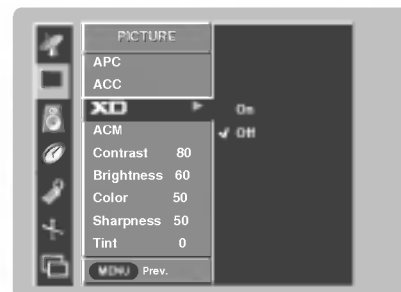 PICTURE
APC
ACC
XD On
ACM Off
Contrast 80
Brightness 60
Color 50
Sharpness 50
Tint 0
MENU Prev.